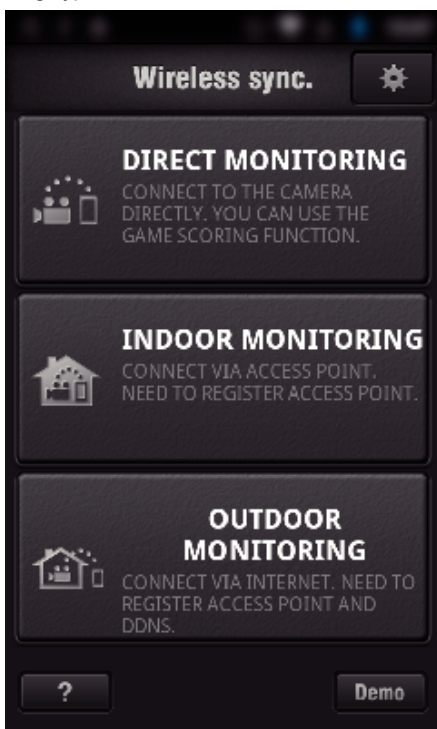 Wireless sync.
DIRECT MONITORING
CONNECT TO THE CAMERA
DIRECTLY. YOU CAN USE THE
GAME SCORING FUNCTION.
INDOOR MONITORING
CONNECT VIA ACCESS POINT.
NEED TO REGISTER ACCESS POINT.
OUTDOOR
MONITORING
CONNECT VIA INTERNET. NEED TO
REGISTER ACCESS POINT AND
DDNS.
?
Demo